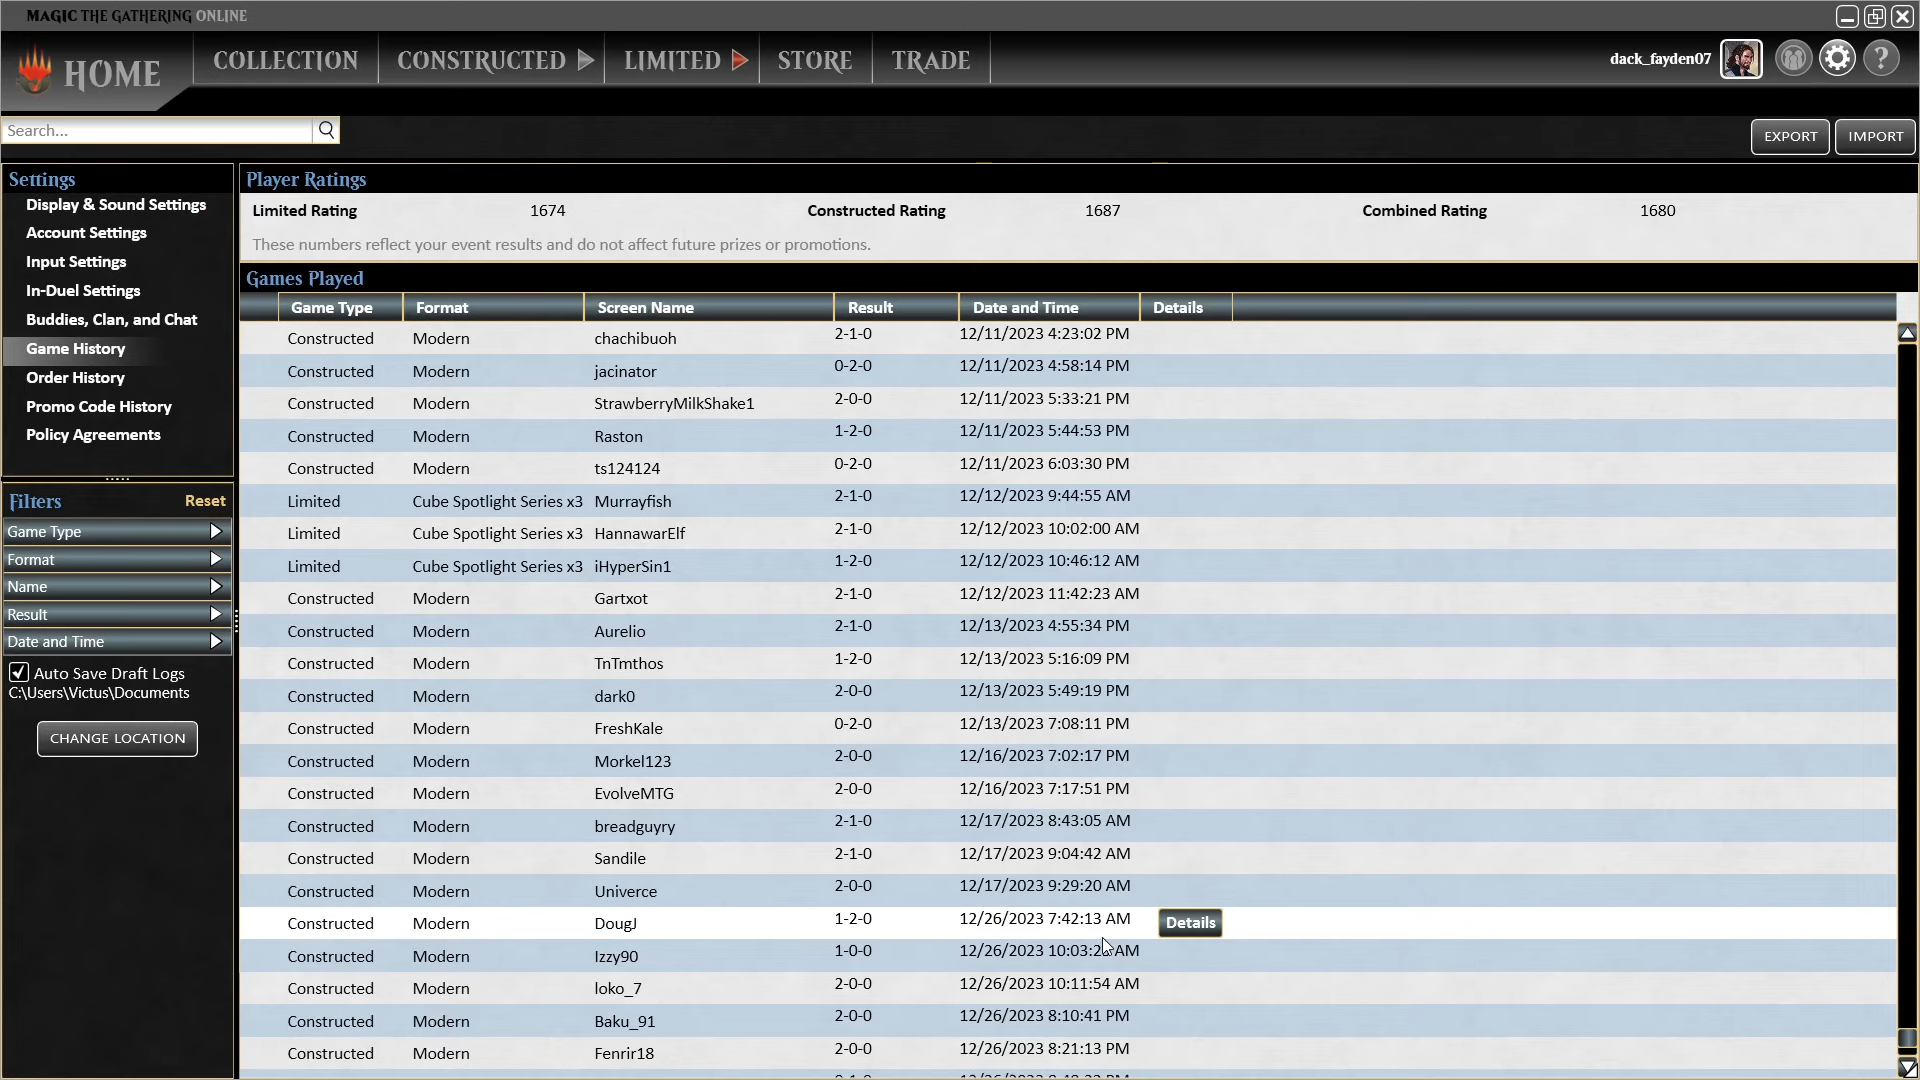 MAGIC THE GATHERING ONLINE
HOME
COLLECTION
CONSTRUCTED
LIMITED
STORE
TRADE
dack_fayden07
?
Search...
EXPORT
IMPORT
Settings
Display & Sound Settings
Account Settings
Input Settings
In-Duel Settings
Buddies, Clan, and Chat
Game History
Order History
Promo Code History
Policy Agreements
Filters Reset
Game Type
Format
Name
Result
Date and Time
Auto Save Draft Logs
C:\Users\Victus\Documents
CHANGE LOCATION
Player Ratings
Limited Rating 1674 Constructed Rating 1687 Combined Rating 1680
These numbers reflect your event results and do not affect future prizes or promotions.
Games Played
Game Type Format Screen Name Result Date and Time Details
Constructed Modern chachibuoh 2-1-0 12/11/2023 4:23:02 PM
Constructed Modern jacinator 0-2-0 12/11/2023 4:58:14 PM
Constructed Modern StrawberryMilkShake1 2-0-0 12/11/2023 5:33:21 PM
Constructed Modern Raston 1-2-0 12/11/2023 5:44:53 PM
Constructed Modern ts124124 0-2-0 12/11/2023 6:03:30 PM
Limited Cube Spotlight Series x3 Murrayfish 2-1-0 12/12/2023 9:44:55 AM
Limited Cube Spotlight Series x3 HannawarElf 2-1-0 12/12/2023 10:02:00 AM
Limited Cube Spotlight Series x3 iHyperSin1 1-2-0 12/12/2023 10:46:12 AM
Constructed Modern Gartxot 2-1-0 12/12/2023 11:42:23 AM
Constructed Modern Aurelio 2-1-0 12/13/2023 4:55:34 PM
Constructed Modern TnTmthos 1-2-0 12/13/2023 5:16:09 PM
Constructed Modern dark0 2-0-0 12/13/2023 5:49:19 PM
Constructed Modern FreshKale 0-2-0 12/13/2023 7:08:11 PM
Constructed Modern Morkel123 2-0-0 12/16/2023 7:02:17 PM
Constructed Modern EvolveMTG 2-0-0 12/16/2023 7:17:51 PM
Constructed Modern breadguyry 2-1-0 12/17/2023 8:43:05 AM
Constructed Modern Sandile 2-1-0 12/17/2023 9:04:42 AM
Constructed Modern Univerce 2-0-0 12/17/2023 9:29:20 AM
Constructed Modern DougJ 1-2-0 12/26/2023 7:42:13 AM Details
Constructed Modern Izzy90 1-0-0 12/26/2023 AM
Constructed Modern loko_7 2-0-0 12/26/2023 10:11:54 AM
Constructed Modern Baku_91 2-0-0 12/26/2023 8:10:41 PM
Constructed Modern Fenrir18 2-0-0 12/26/2023 8:21:13 PM